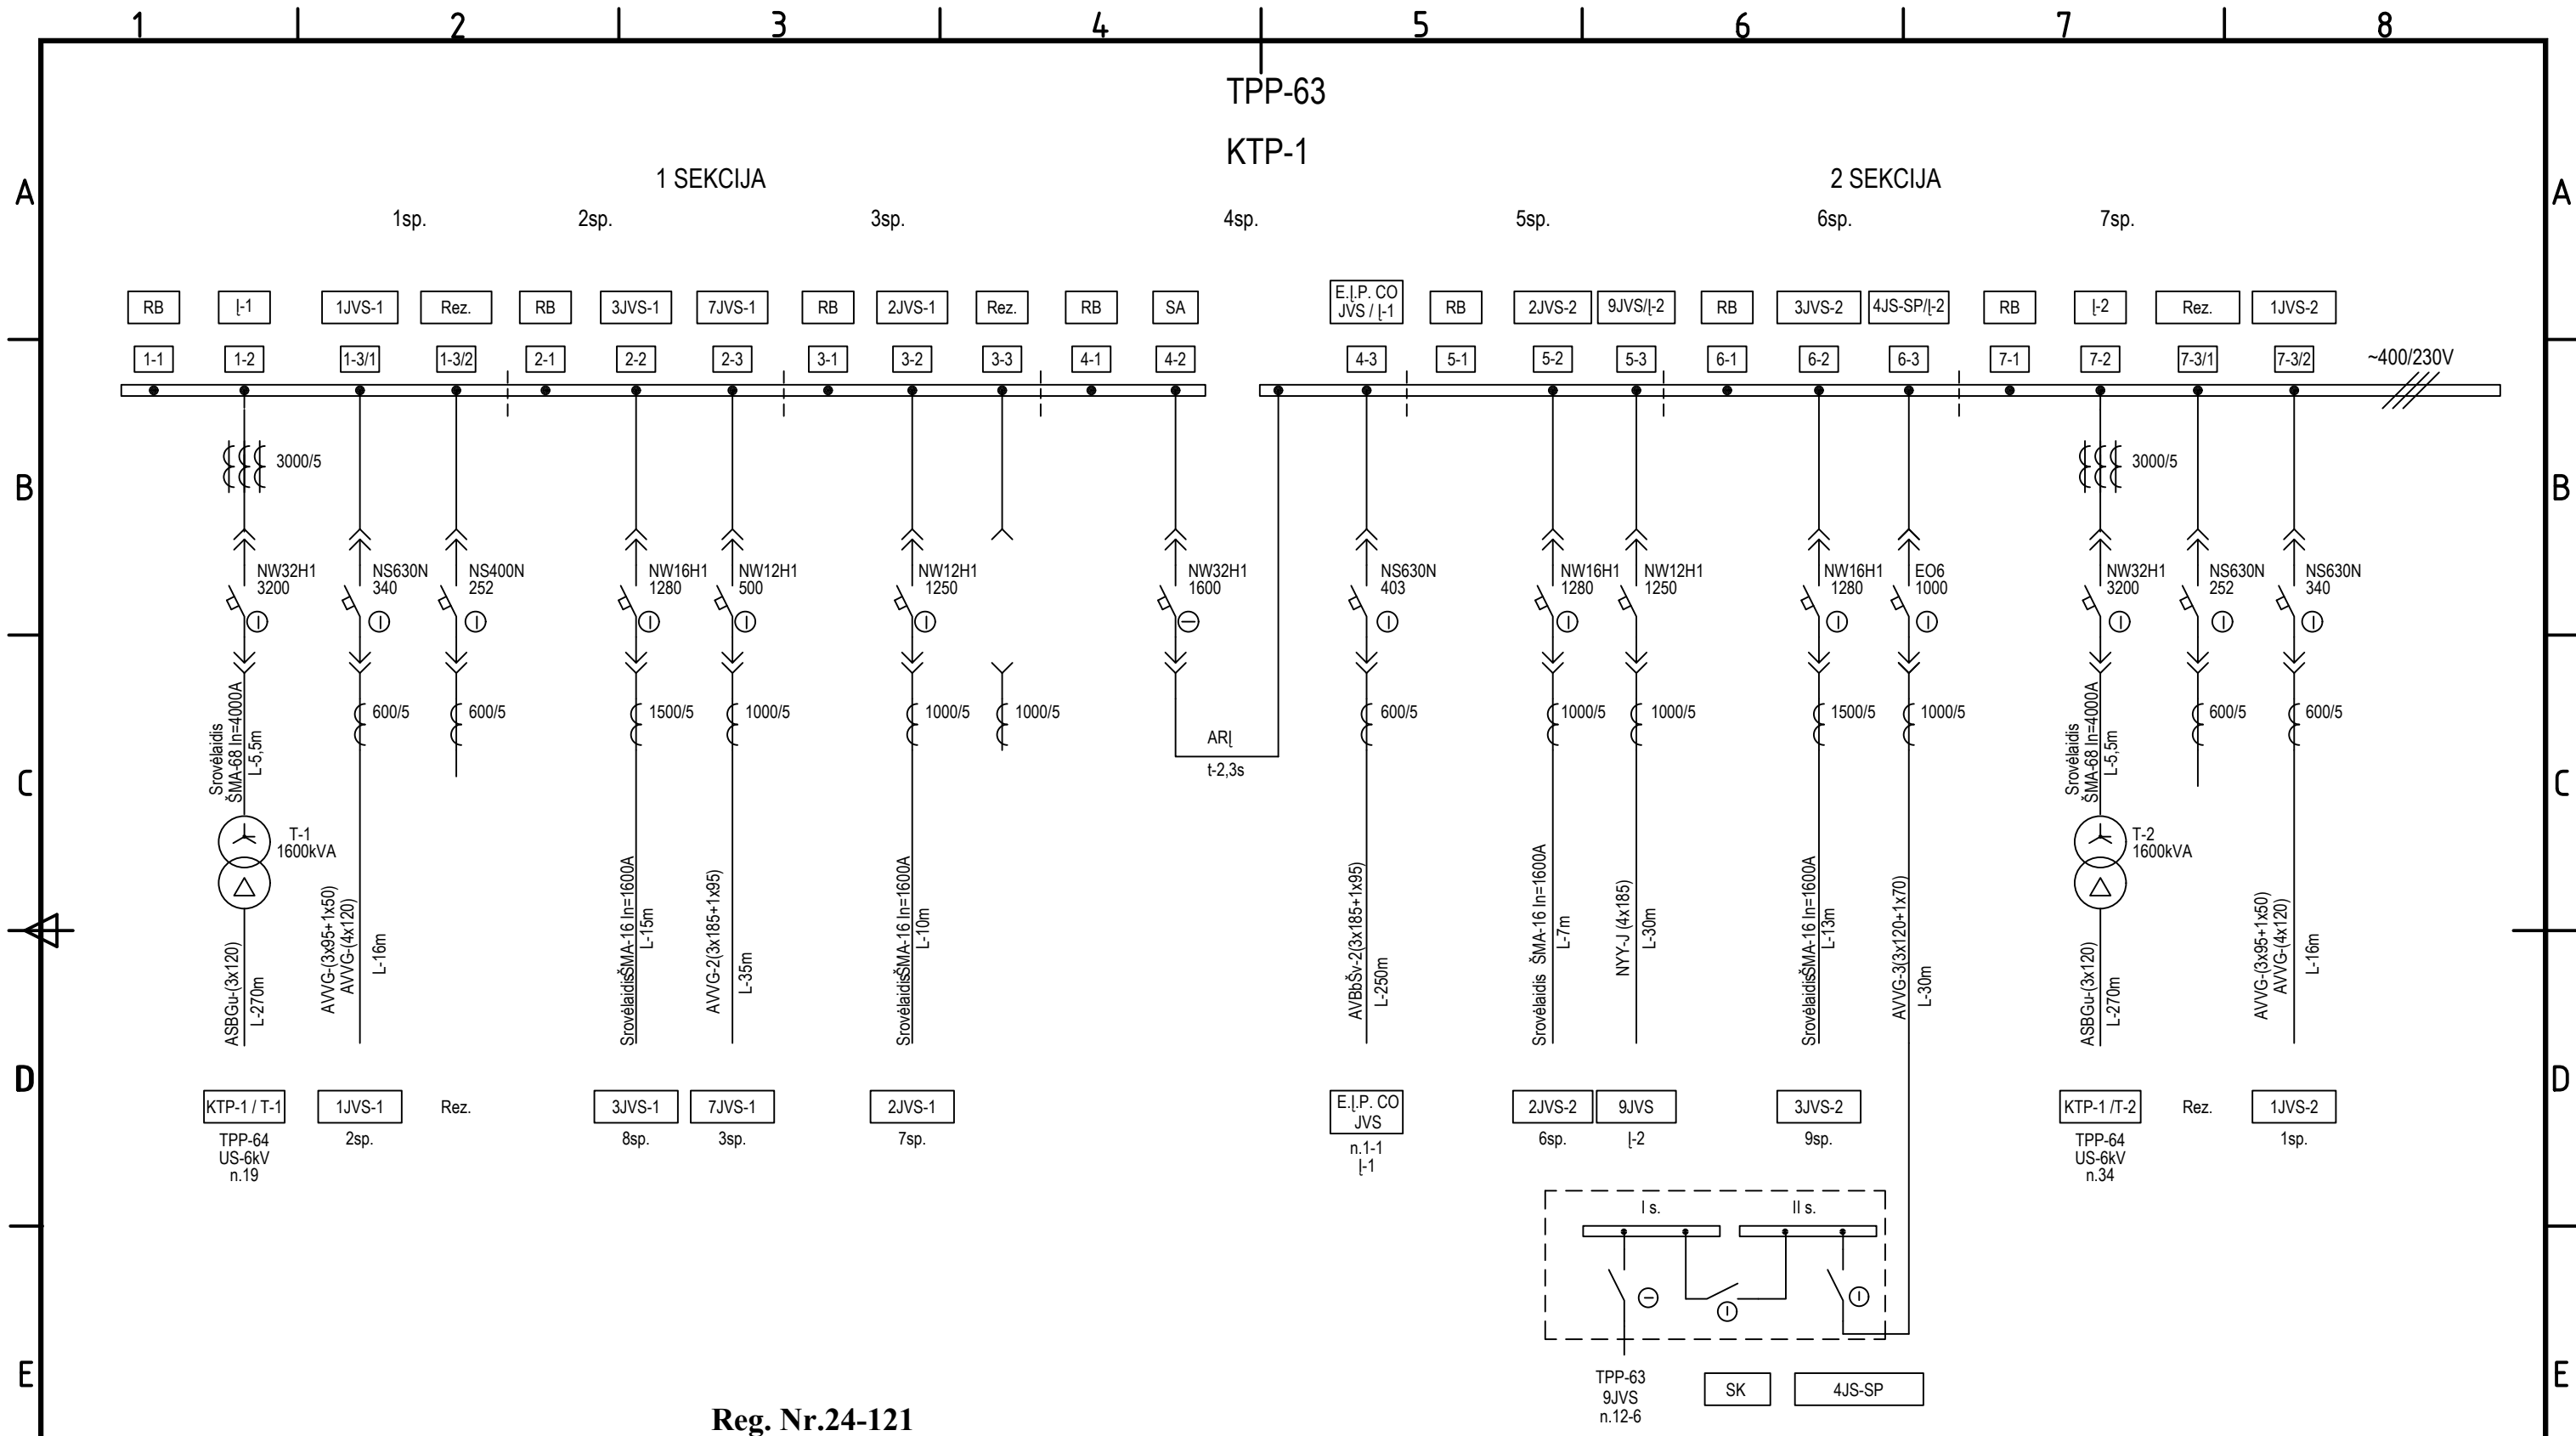 1 2 3 4 5 6 7 8
TPP-63
KTP-1
1 SEKCIJA 2 SEKCIJA
A A
1sp. 2sp. 3sp. 4sp. 5sp. 6sp. 7sp.
E.Į.P. CO
RB Į-1 1JVS-1 Rez. RB 3JVS-1 7JVS-1 RB 2JVS-1 Rez. RB SA JVS / Į-1 RB 2JVS-2 9JVS/Į-2 RB 3JVS-2 4JS-SP/Į-2 RB Į-2 Rez. 1JVS-2
1-1 1-2 1-3/1 1-3/2 2-1 2-2 2-3 3-1 3-2 3-3 4-1 4-2 4-3 5-1 5-2 5-3 6-1 6-2 6-3 7-1 7-2 7-3/1 7-3/2 ~400/230V
3000/5 3000/5
B B
NW32H1 NS630N NS400N NW16H1 NW12H1 NW12H1 NW32H1 NS630N NW16H1 NW12H1 NW16H1 EO6 NW32H1 NS630N NS630N
3200 340 252 1280 500 1250 1600 403 1280 1250 1280 1000 3200 252 340
600/5 600/5 1500/5 1000/5 1000/5 1000/5 600/5 1000/5 1000/5 1500/5 1000/5 600/5 600/5
ARĮ
t-2,3s
C C
Srovėlaidis
ŠMA-68 In=4000A
L-5,5m
Srovėlaidis
ŠMA-68 In=4000A
L-5,5m
T-1
1600kVA
T-2
1600kVA
ASBGu-(3x120)
L-270m
AVVG-(3x95+1x50)
AVVG-(4x120)
L-16m
Srovėlaidis ŠMA-16 In=1600A
L-15m
AVVG-2(3x185+1x95)
L-35m
Srovėlaidis ŠMA-16 In=1600A
L-10m
AVBbŠv-2(3x185+1x95)
L-250m
Srovėlaidis ŠMA-16 In=1600A
L-7m
NYY-J (4x185)
L-30m
Srovėlaidis ŠMA-16 In=1600A
L-13m
AVVG-3(3x120+1x70)
L-30m
ASBGu-(3x120)
L-270m
AVVG-(3x95+1x50)
AVVG-(4x120)
L-16m
D D
KTP-1 / T-1 1JVS-1 Rez. 3JVS-1 7JVS-1 2JVS-1 E.Į.P. CO 2JVS-2 9JVS 3JVS-2 KTP-1 /T-2 Rez. 1JVS-2
JVS
TPP-64 2sp. 8sp. 3sp. 7sp. n.1-1 6sp. Į-2 9sp. TPP-64 1sp.
US-6kV Į-1 US-6kV
n.19 n.34
I s. II s.
E E
TPP-63
9JVS
n.12-6
SK 4JS-SP
Reg. Nr.24-121